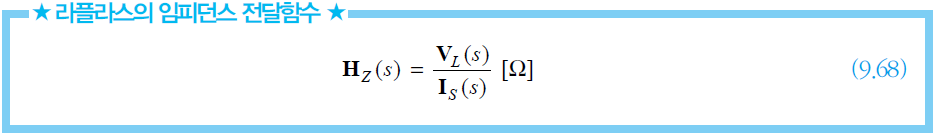 ★ 라플라스의 임피던스 전달함수 ★
H_Z(s) = V_L(s) / I_S(s) [Ω] (9.68)